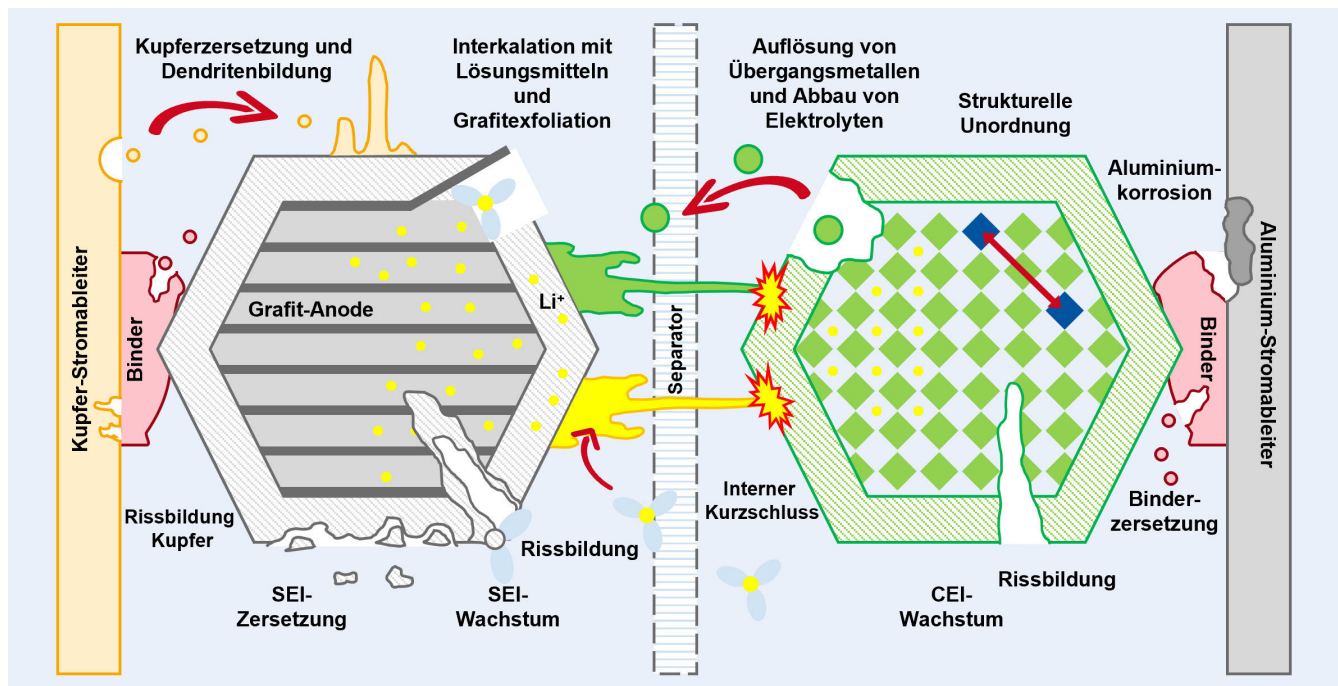 Kupferzersetzung und
Dendritenbildung
Interkalation mit
Lösungsmitteln
und
Grafitexfoliation
Auflösung von
Übergangsmetallen
und Abbau von
Elektrolyten
Strukturelle
Unordnung
Aluminium-
korrosion
Kupfer-Stromableiter
Binder
Grafit-Anode
Li⁺
Separator
Binder
Aluminium-Stromableiter
Rissbildung
Kupfer
SEI-
Zersetzung
SEI-
Wachstum
Rissbildung
Interner
Kurzschluss
CEI-
Wachstum
Rissbildung
Binder-
zersetzung